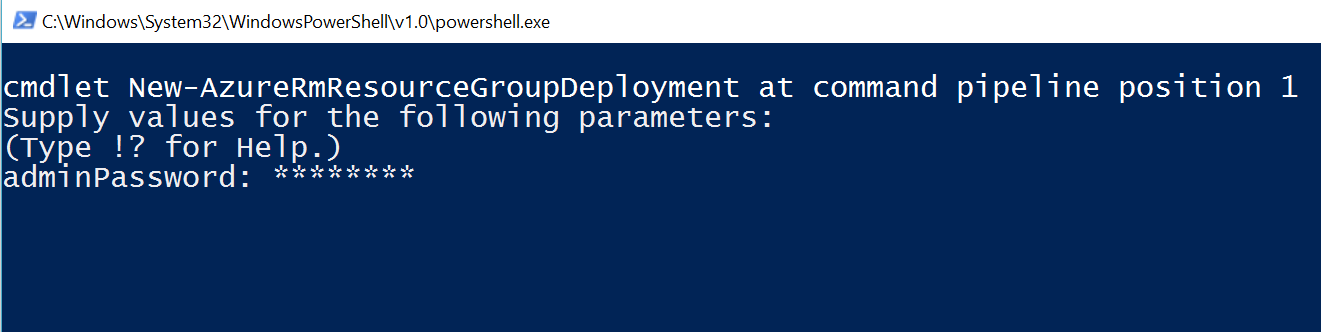 C:\Windows\System32\WindowsPowerShell\v1.0\powershell.exe
cmdlet New-AzureRmResourceGroupDeployment at command pipeline position 1
Supply values for the following parameters:
(Type !? for Help.)
adminPassword: ********